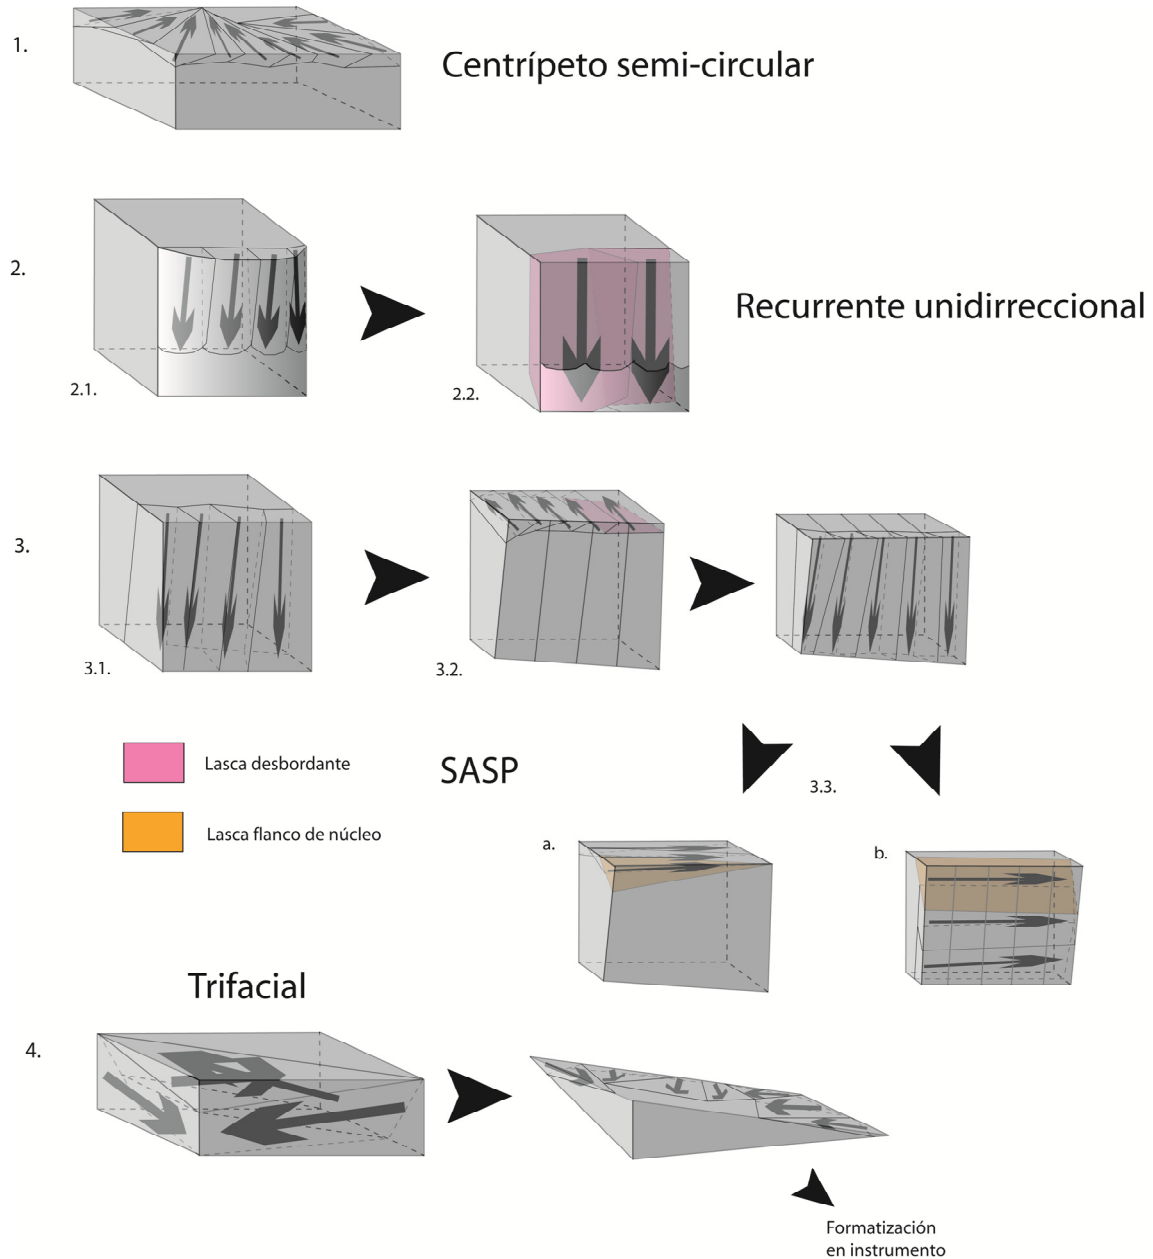 1.
Centrípeto semi-circular
2.
Recurrente unidirreccional
2.1.
2.2.
3.
3.1.
3.2.
Lasca desbordante
SASP
3.3.
Lasca flanco de núcleo
a.
b.
Trifacial
4.
Formatización
en instrumento